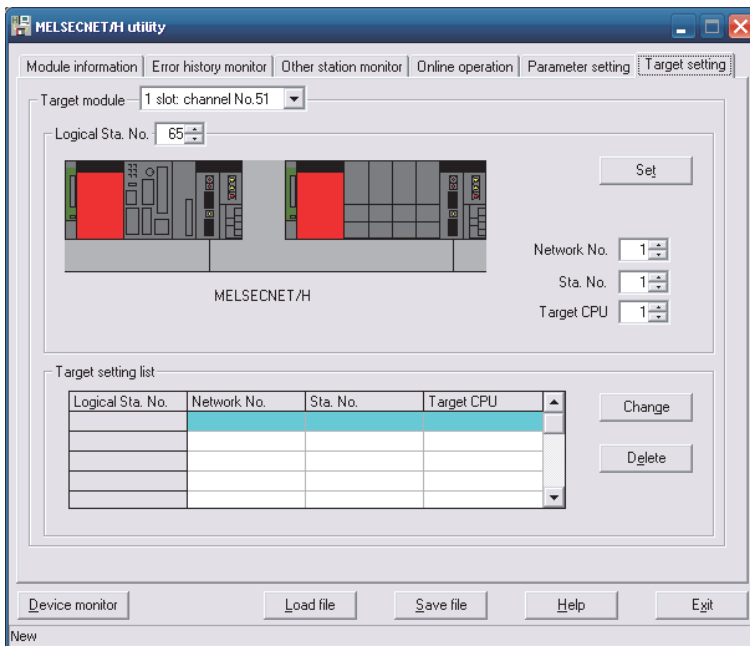 MELSECNET/H utility
Module information Error history monitor Other station monitor Online operation Parameter setting Target setting
Target module 1 slot: channel No.51
Logical Sta. No. 65
Set
Network No. 1
Sta. No. 1
Target CPU 1
MELSECNET/H
Target setting list
Logical Sta. No. Network No. Sta. No. Target CPU
Change
Delete
Device monitor Load file Save file Help Exit
New